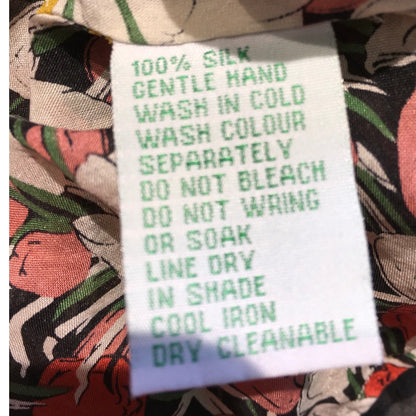 100% SILK
GENTLE HAND
WASH IN COLD
WASH COLOUR
SEPARATELY
DO NOT BLEACH
DO NOT WRING
OR SOAK
LINE DRY
IN SHADE
COOL IRON
DRY CLEANABLE